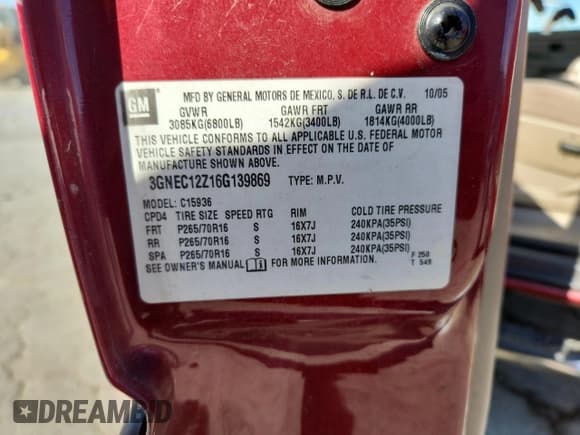 GM
MFD BY GENERAL MOTORS DE MEXICO, S. DE R.L. DE C.V. 10/05
GVWR GAWR FRT GAWR RR
3085KG(6800LB) 1542KG(3400LB) 1814KG(4000LB)
THIS VEHICLE CONFORMS TO ALL APPLICABLE U.S. FEDERAL MOTOR
VEHICLE SAFETY STANDARDS IN EFFECT ON THE DATE OF
MANUFACTURE SHOWN ABOVE.
3GNEC12Z16G139869 TYPE: M.P.V.
MODEL: C15936
CPD4 TIRE SIZE SPEED RTG RIM COLD TIRE PRESSURE
FRT P265/70R16 S 16X7J 240KPA(35PSI)
RR P265/70R16 S 16X7J 240KPA(35PSI)
SPA P265/70R16 S 16X7J 240KPA(35PSI)
SEE OWNER'S MANUAL FOR MORE INFORMATION.
F 250
T 549
DREAMBID